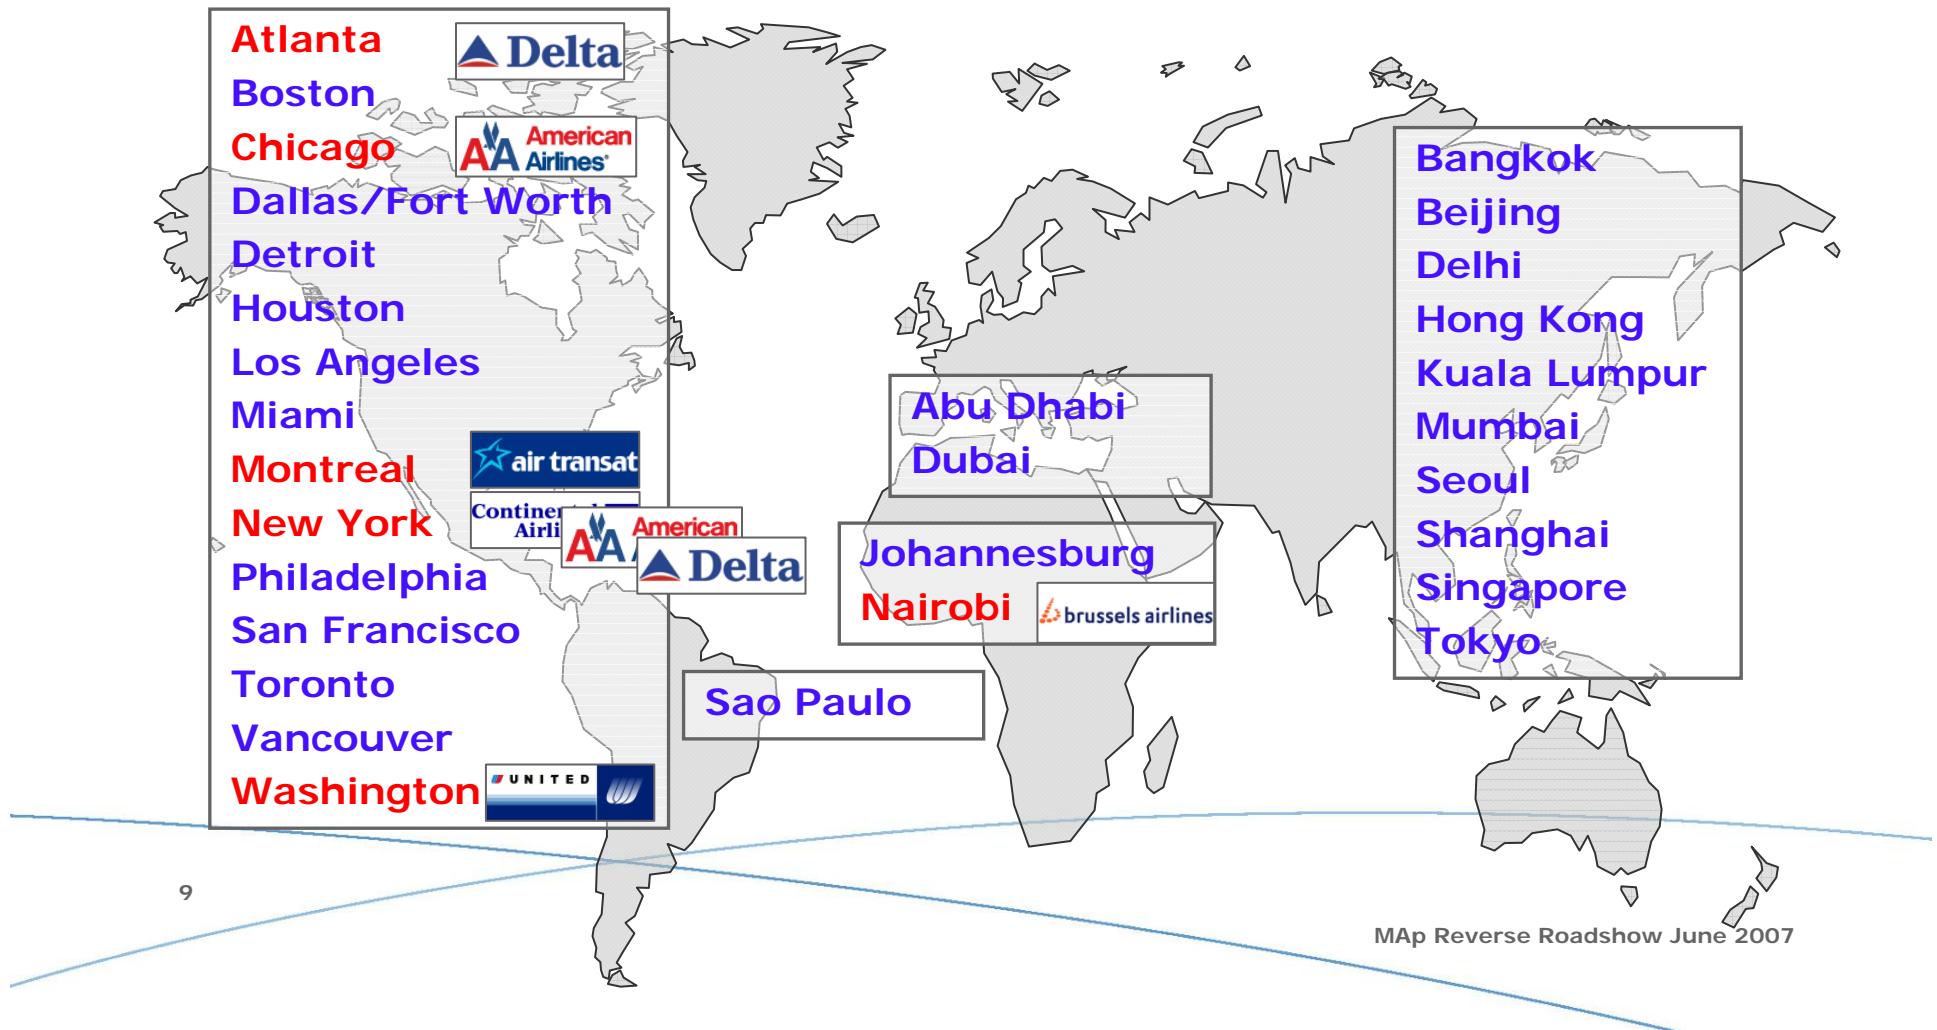 Atlanta
Delta
Boston
Chicago
AA American Airlines
Dallas/Fort Worth
Detroit
Houston
Los Angeles
Miami
Montreal
air transat
New York
AA American
Delta
Philadelphia
San Francisco
Toronto
Vancouver
Washington
UNITED
Abu Dhabi
Dubai
Johannesburg
Nairobi
brussels airlines
Sao Paulo
Bangkok
Beijing
Delhi
Hong Kong
Kuala Lumpur
Mumbai
Seoul
Shanghai
Singapore
Tokyo
9
MAp Reverse Roadshow June 2007